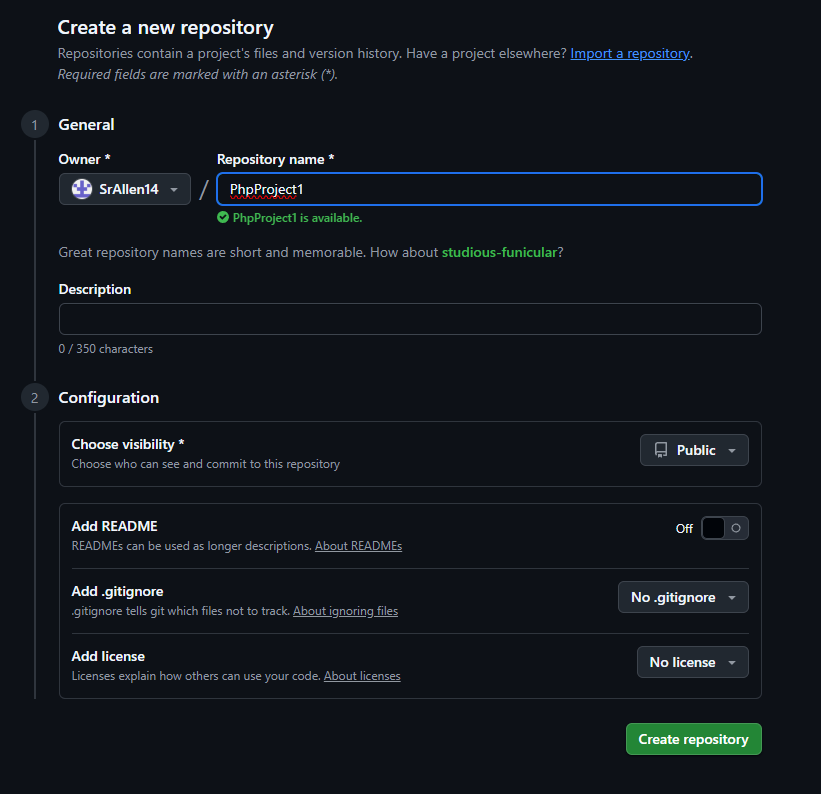 Create a new repository
Repositories contain a project's files and version history. Have a project elsewhere? Import a repository.
Required fields are marked with an asterisk (*).
1 General
Owner * Repository name *
SrAllen14 / PhpProject1
PhpProject1 is available.
Great repository names are short and memorable. How about studious-funicular?
Description
0 / 350 characters
2 Configuration
Choose visibility * Public
Choose who can see and commit to this repository
Add README Off
READMEs can be used as longer descriptions. About READMEs
Add .gitignore No .gitignore
.gitignore tells git which files not to track. About ignoring files
Add license No license
Licenses explain how others can use your code. About licenses
Create repository